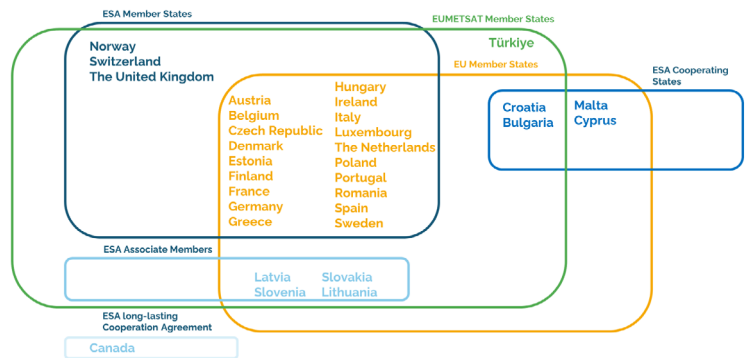 ESA Member States
EUMETSAT Member States
Türkiye
Norway
Switzerland
The United Kingdom
EU Member States
ESA Cooperating
States
Austria
Belgium
Czech Republic
Denmark
Estonia
Finland
France
Germany
Greece
Hungary
Ireland
Italy
Luxembourg
The Netherlands
Poland
Portugal
Romania
Spain
Sweden
Croatia
Bulgaria
Malta
Cyprus
ESA Associate Members
Latvia
Slovenia
Slovakia
Lithuania
ESA long-lasting
Cooperation Agreement
Canada